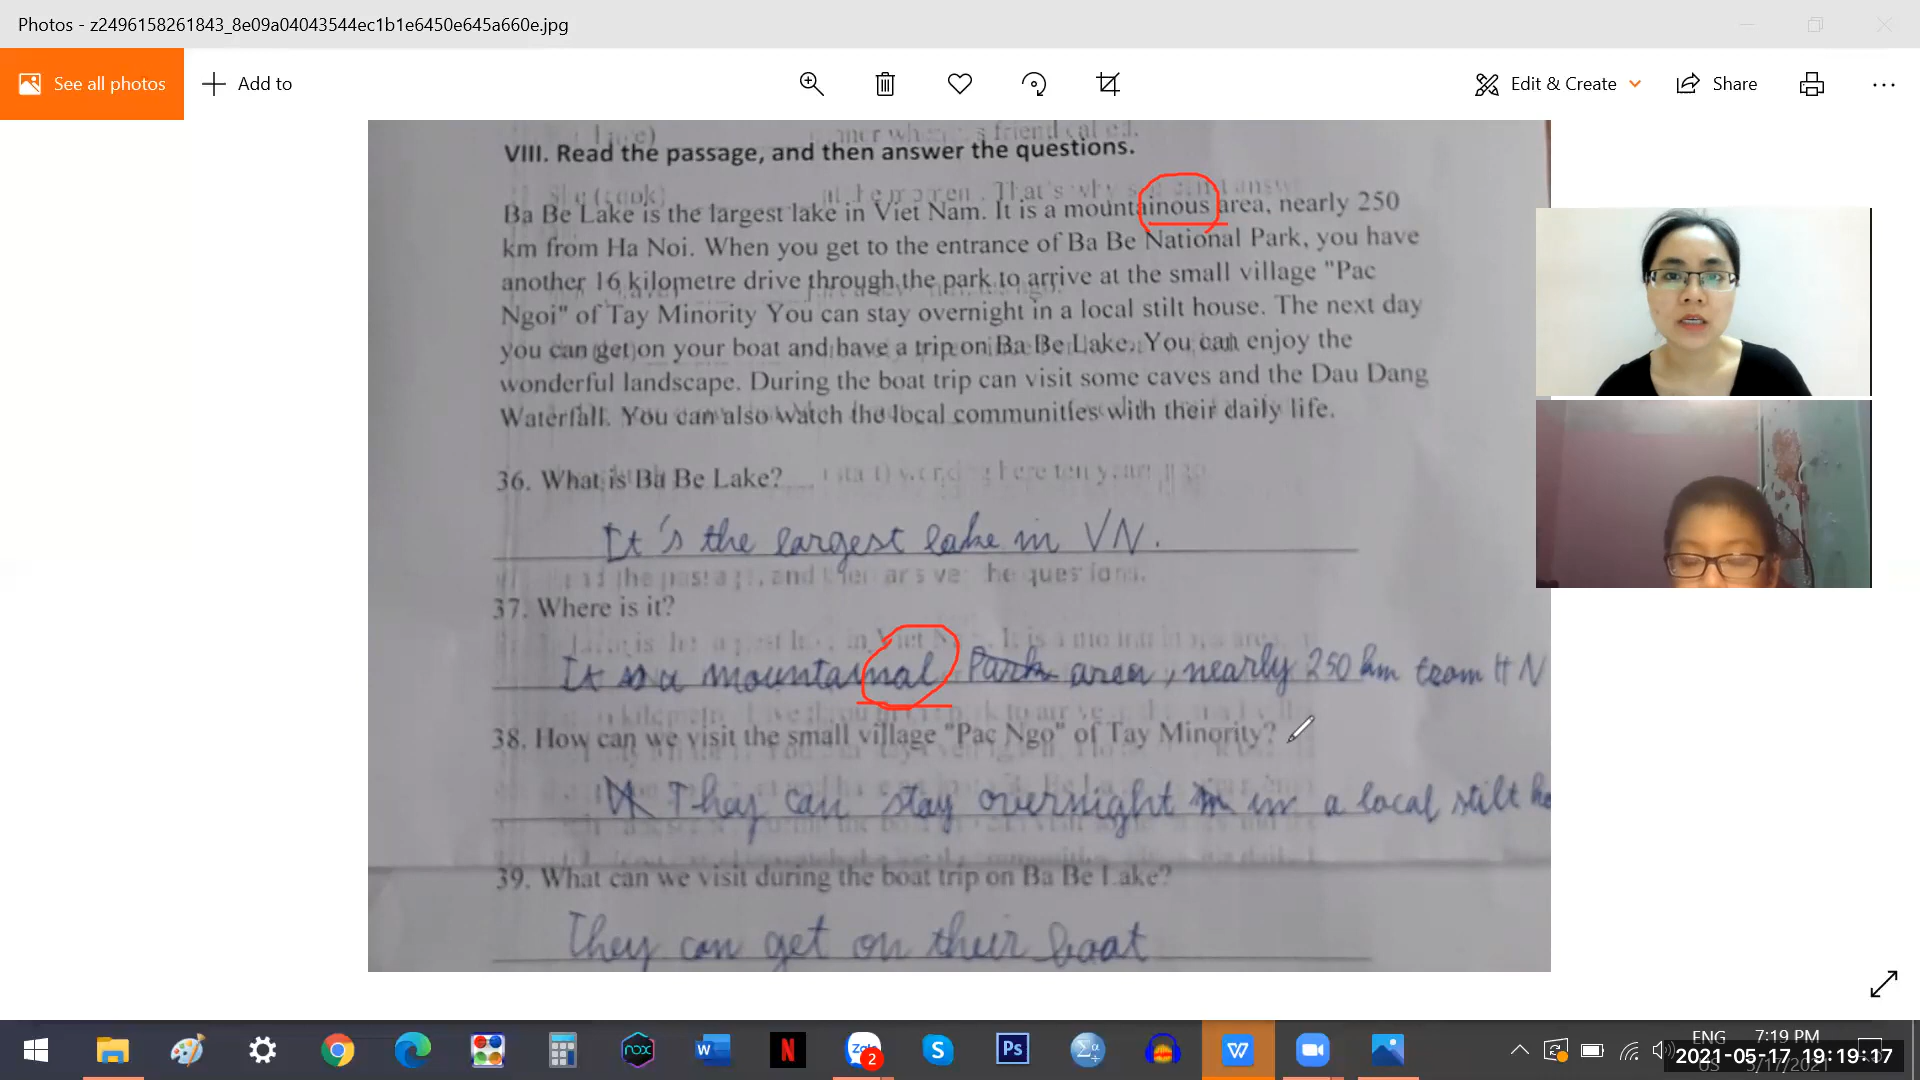 Photos - z2496158261843_8e09a04043544ec1b1e6450e645a660e.jpg
See all photos
Add to
Edit & Create
Share
VIII. Read the passage, and then answer the questions.
Ba Be Lake is the largest lake in Viet Nam. It is a mountainous area, nearly 250
km from Ha Noi. When you get to the entrance of Ba Be National Park, you have
another 16 kilometre drive through the park to arrive at the small village "Pac
Ngoi" of Tay Minority You can stay overnight in a local stilt house. The next day
you can get on your boat and have a trip on Ba Be Lake. You can enjoy the
wonderful landscape. During the boat trip can visit some caves and the Dau Dang
Waterfall. You can also watch the local communities with their daily life.
36. What is Ba Be Lake?
It's the largest lake in VN.
37. Where is it?
It is a mountainal Park area, nearly 250 km HN
38. How can we visit the small village "Pac Ngo" of Tay Minority?
They can stay overnight in a local stilt ho
39. What can we visit during the boat trip on Ba Be Lake?
They can get on their boat
nox
W
N
Zalo
2
S
Ps
W
ENG
7:19 PM
2021-05-17 19:19:17